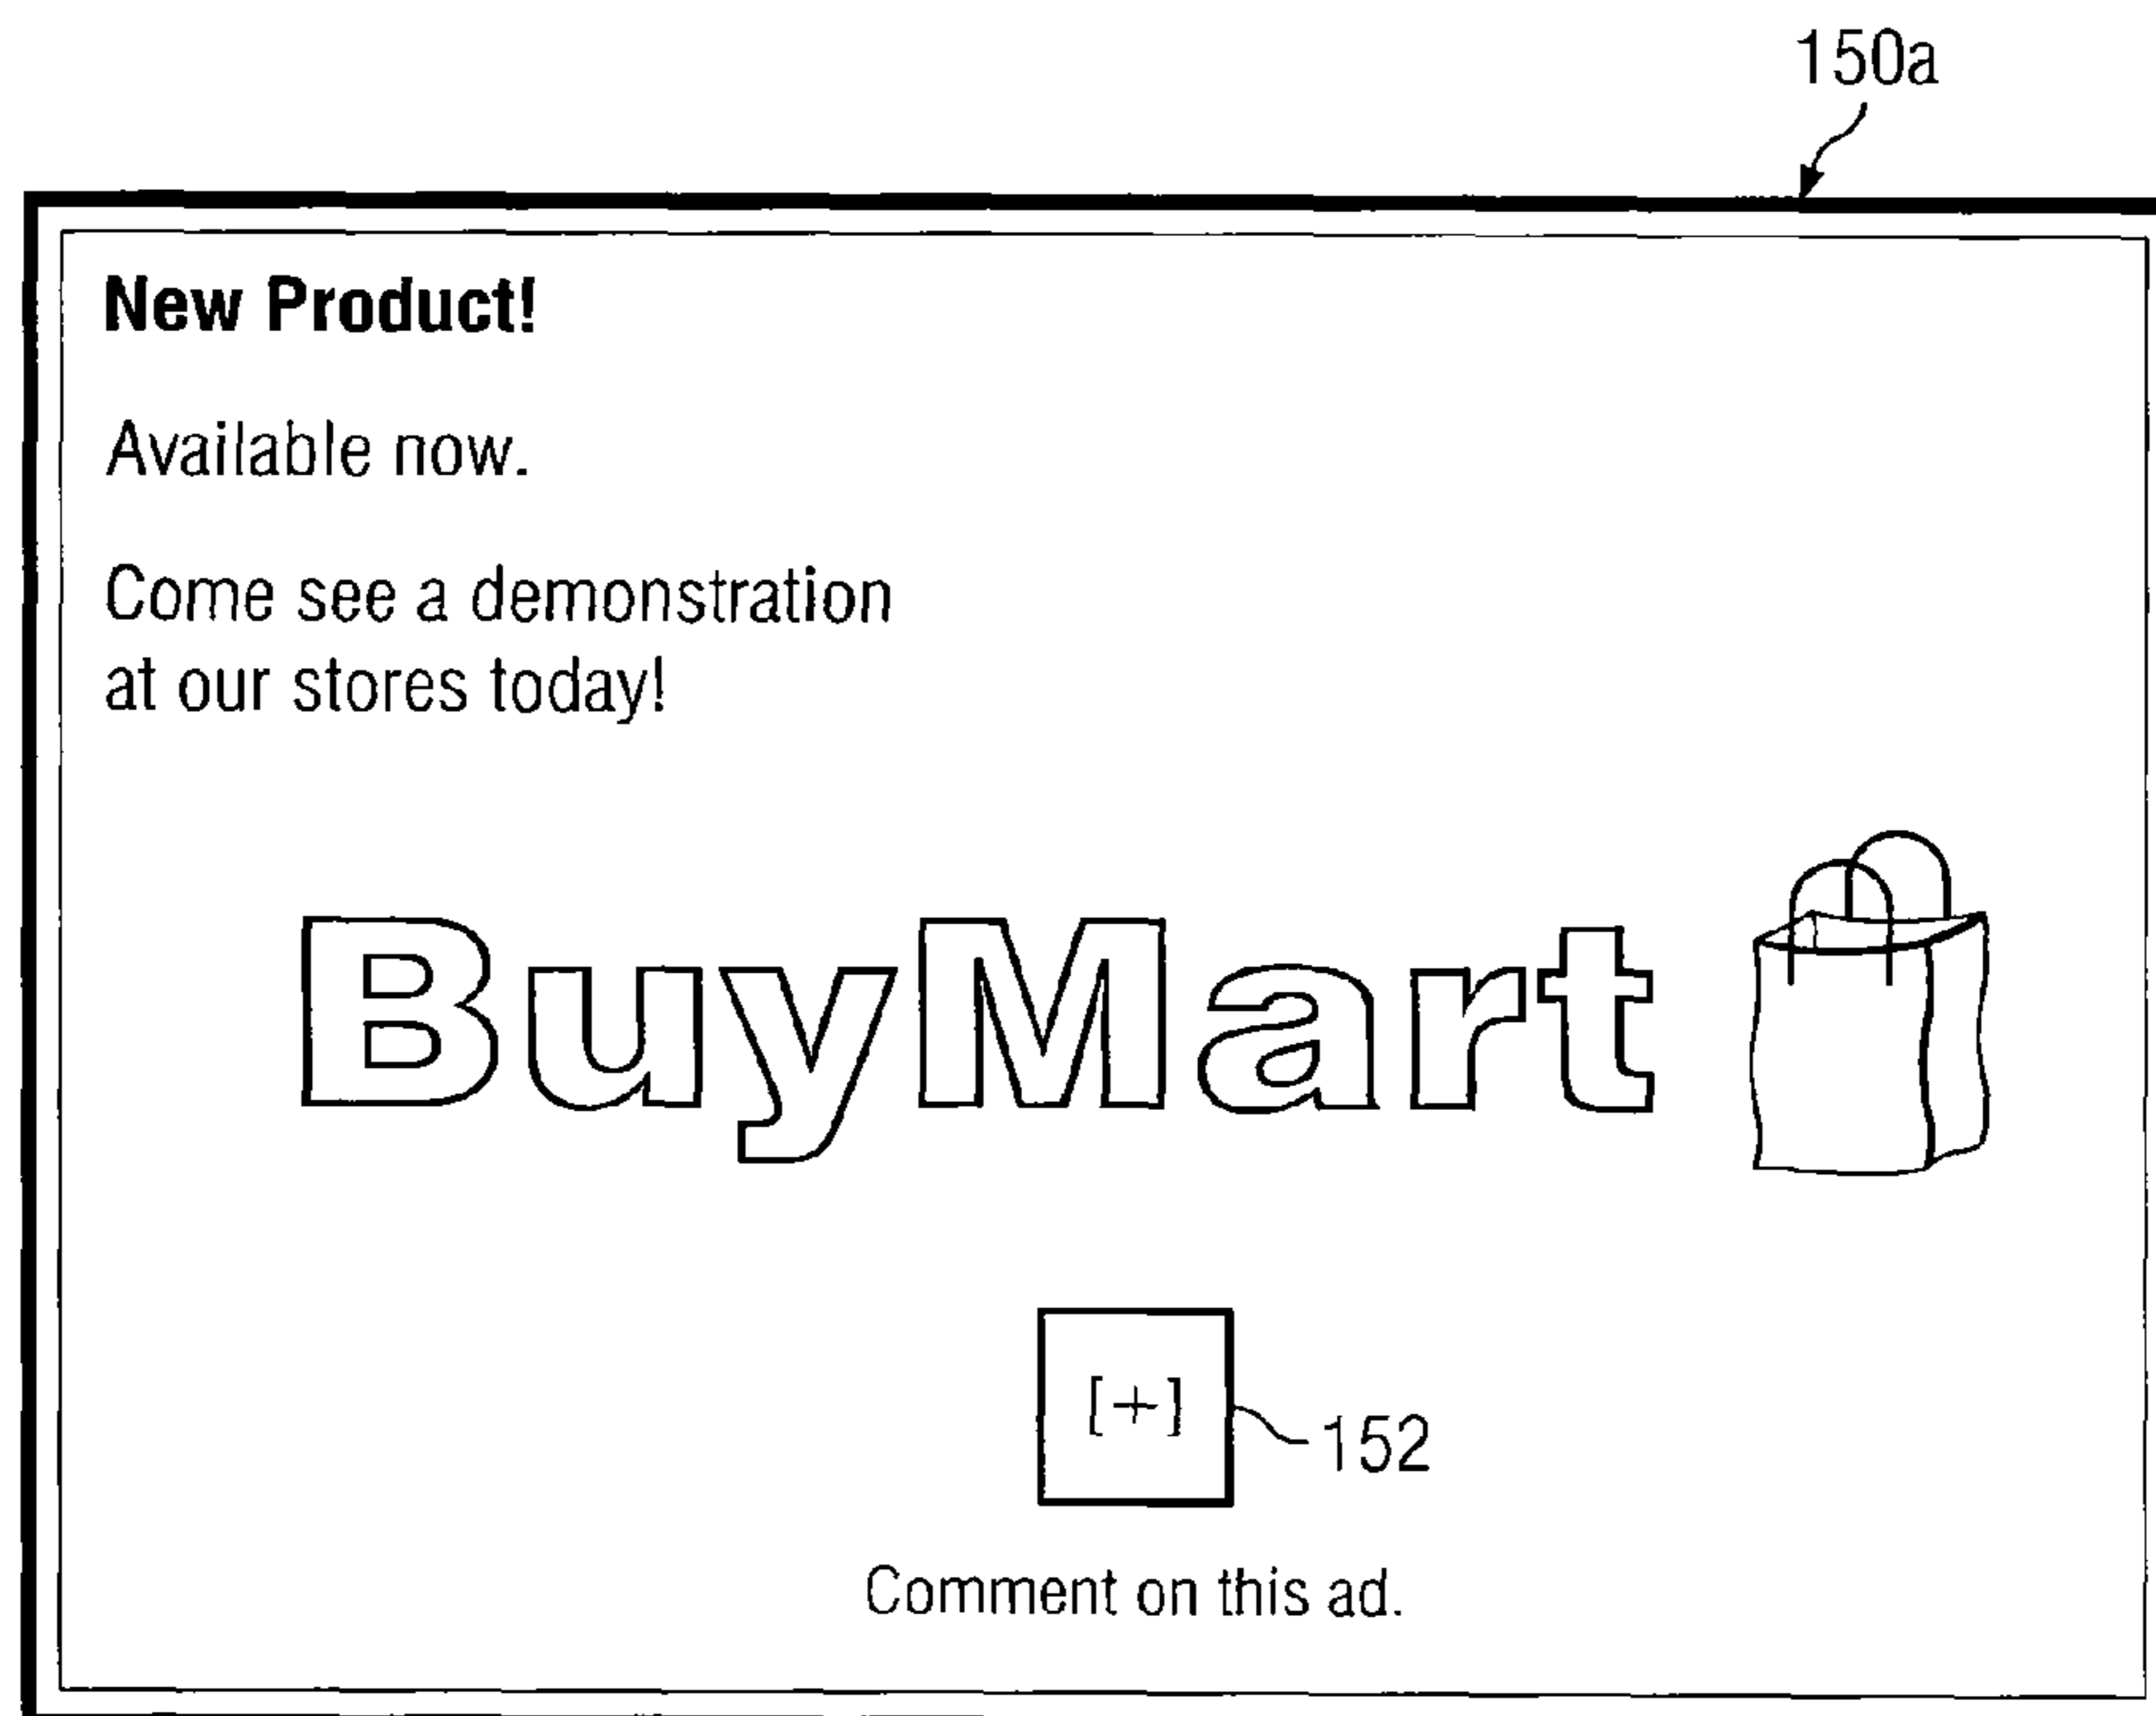 150a
New Product!
Available now.
Come see a demonstration
at our stores today!
BuyMart
[+]
152
Comment on this ad.